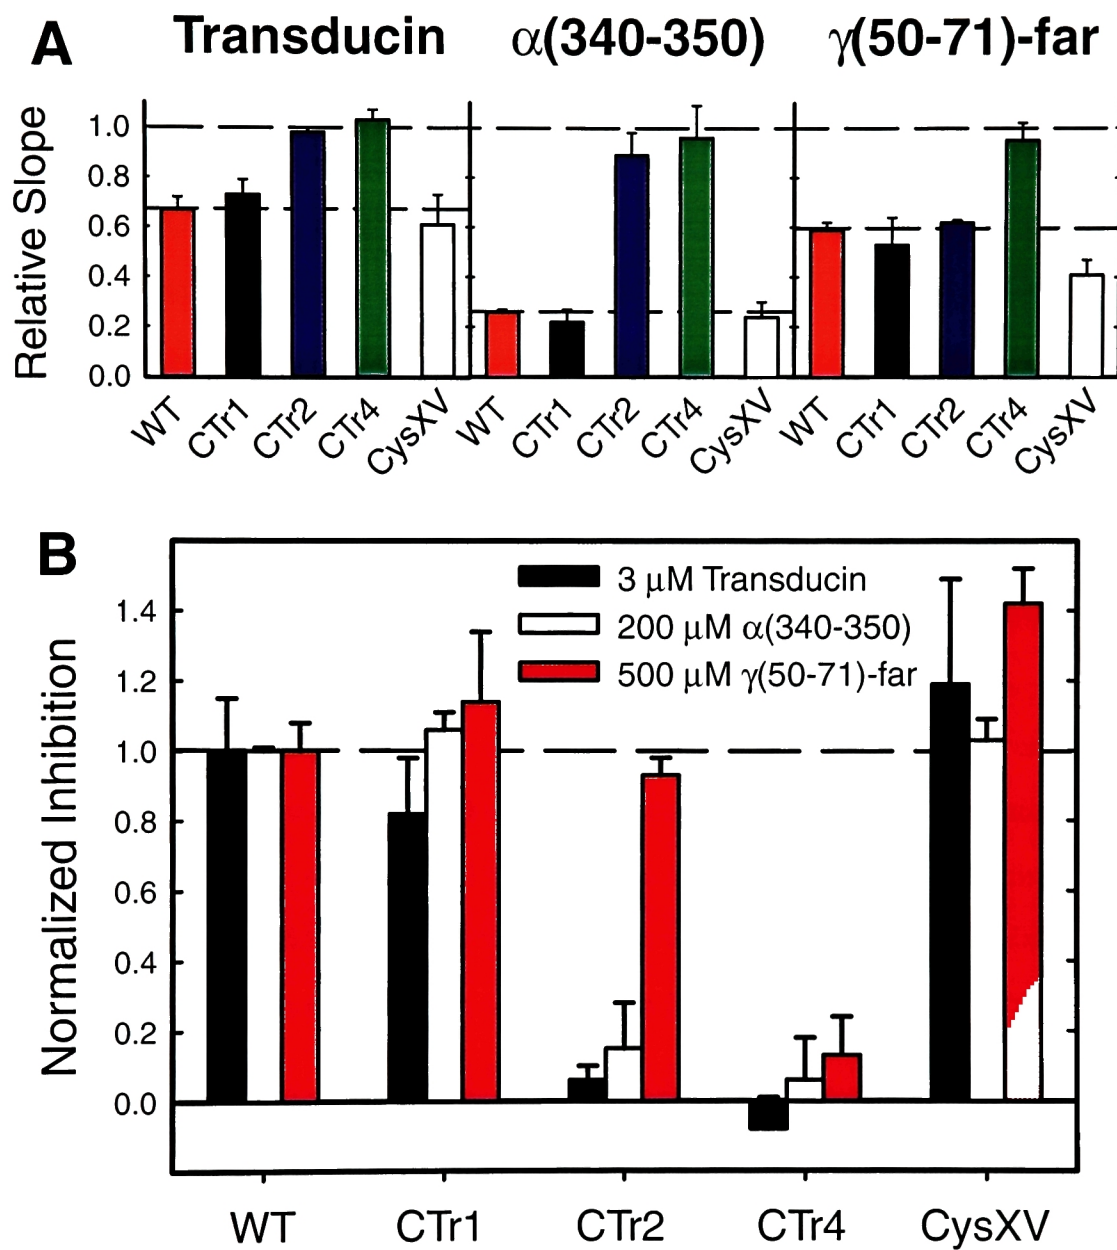 A
Transducin α(340-350) γ(50-71)-far
Relative Slope
1.0
0.8
0.6
0.4
0.2
0.0
WT CTr1 CTr2 CTr4 CysXV WT CTr1 CTr2 CTr4 CysXV WT CTr1 CTr2 CTr4 CysXV
B
3 μM Transducin
200 μM α(340-350)
500 μM γ(50-71)-far
Normalized Inhibition
1.4
1.2
1.0
0.8
0.6
0.4
0.2
0.0
WT CTr1 CTr2 CTr4 CysXV